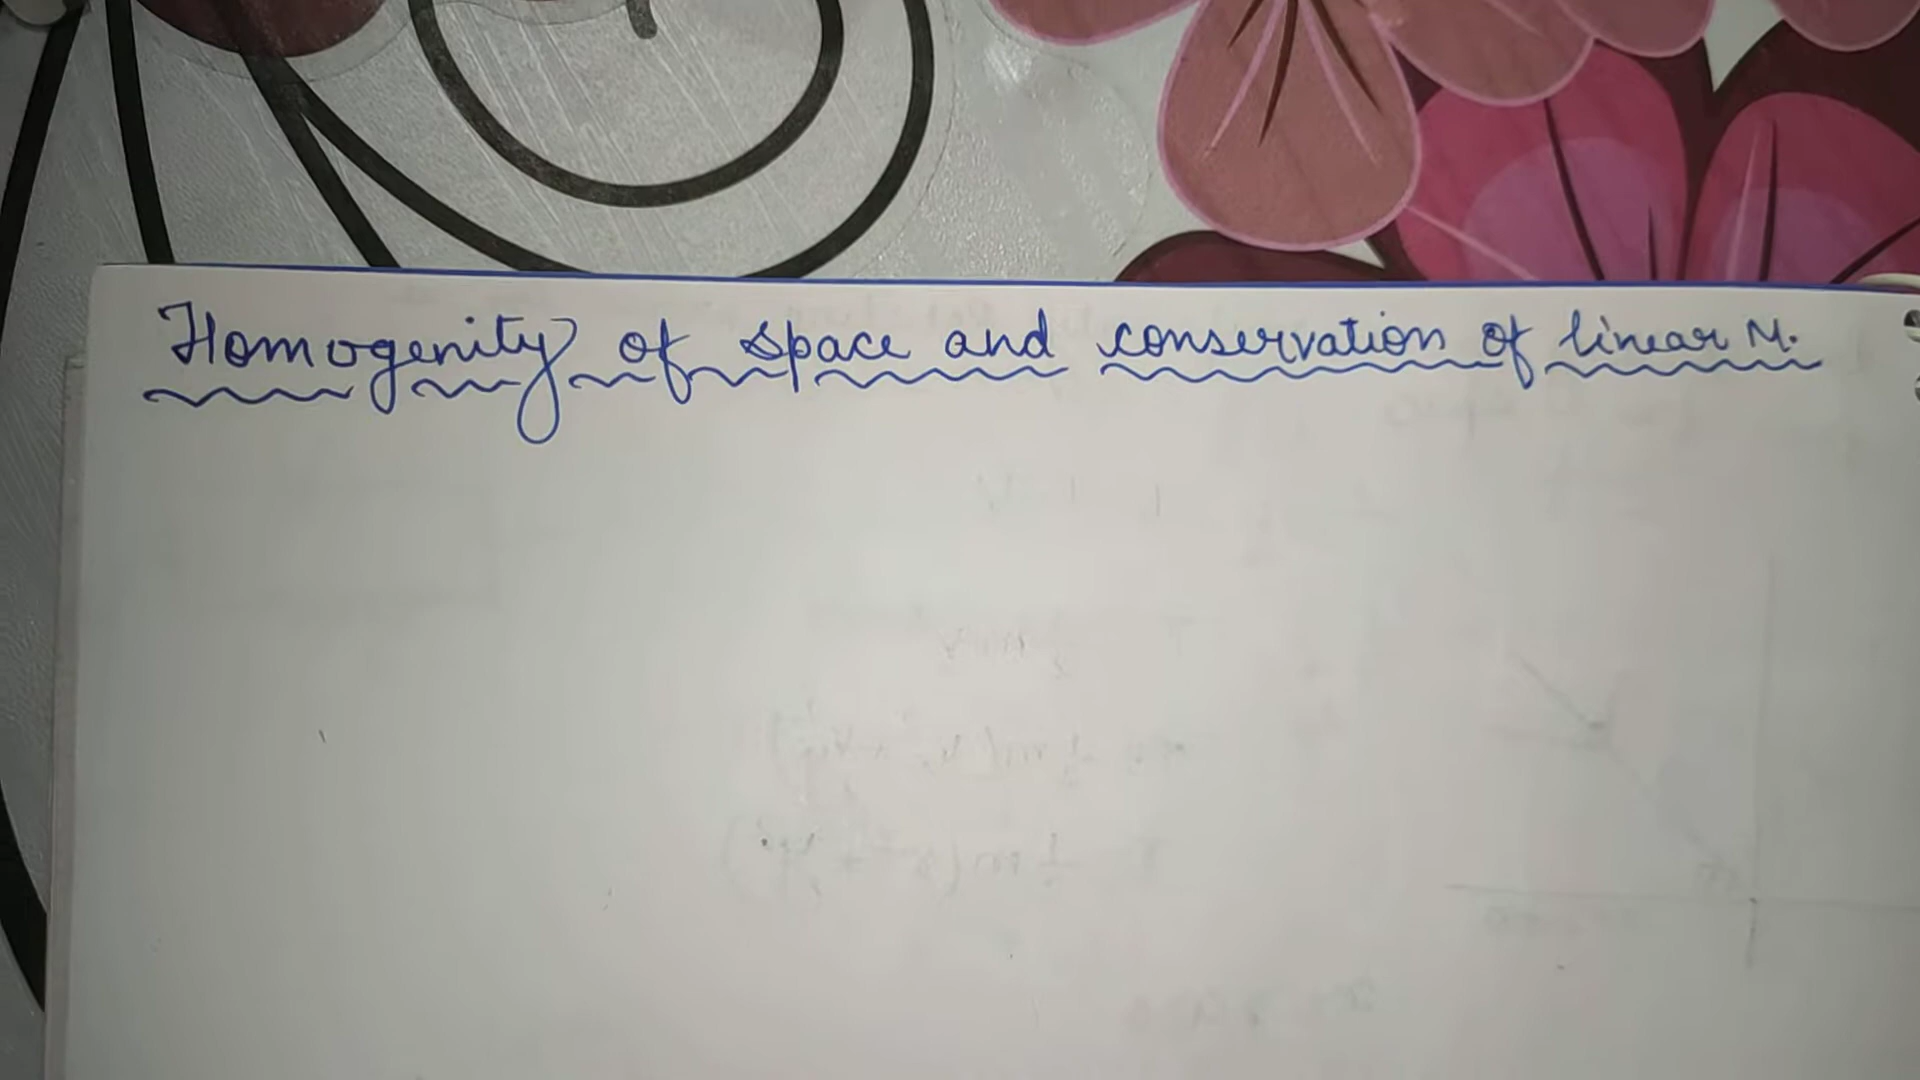 Homogenity of space and conservation of linear M.